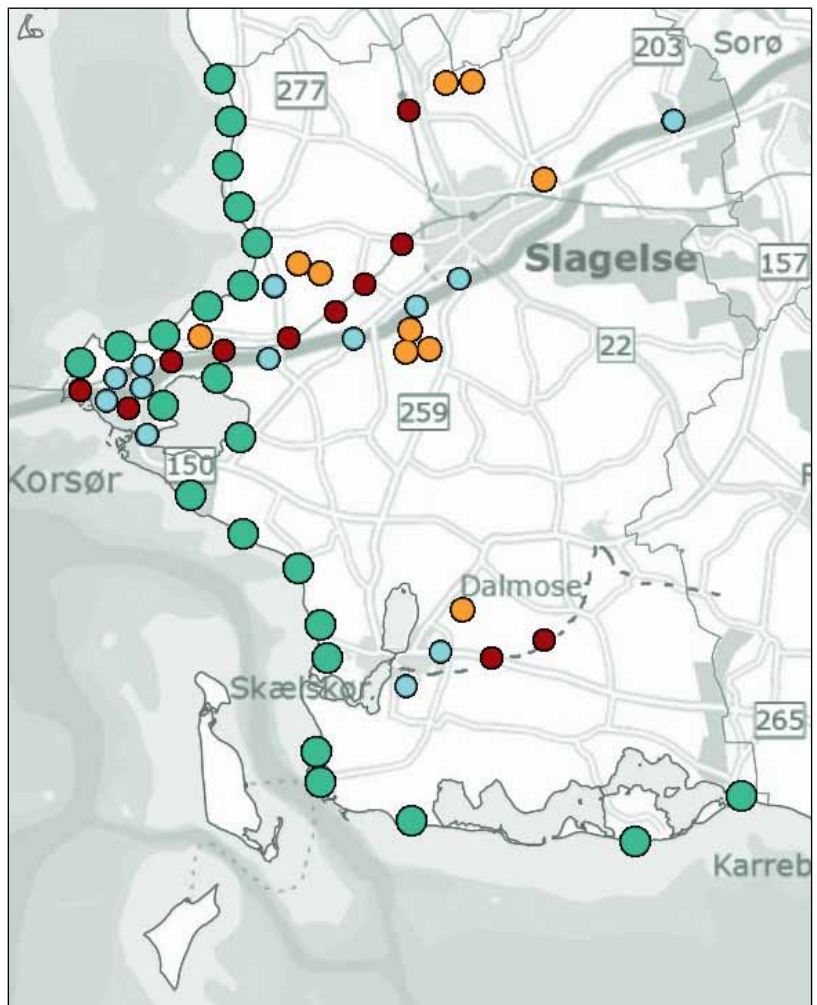 203
Sorø
277
Slagelse
157
22
259
Korsør
150
Dalmose
Skælskør
265
Karreb